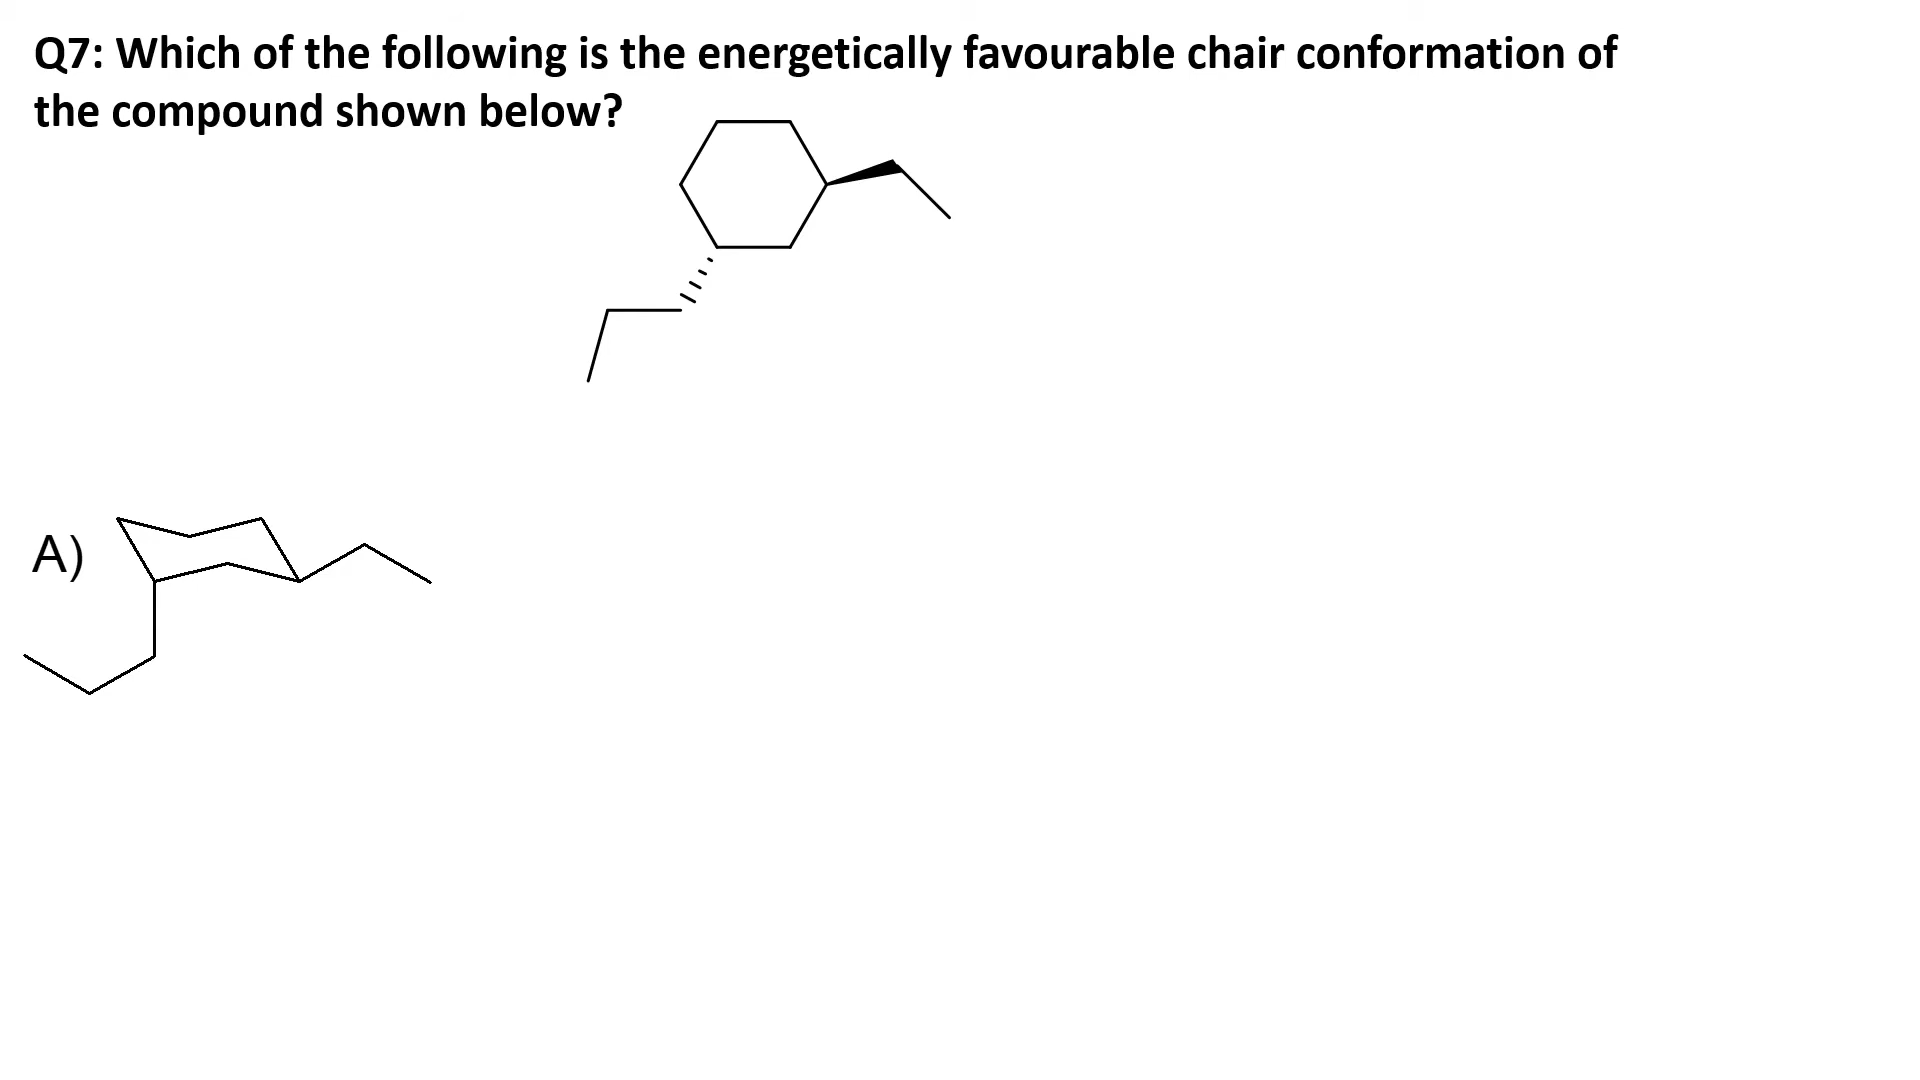 Q7: Which of the following is the energetically favourable chair conformation of
the compound shown below?
A)